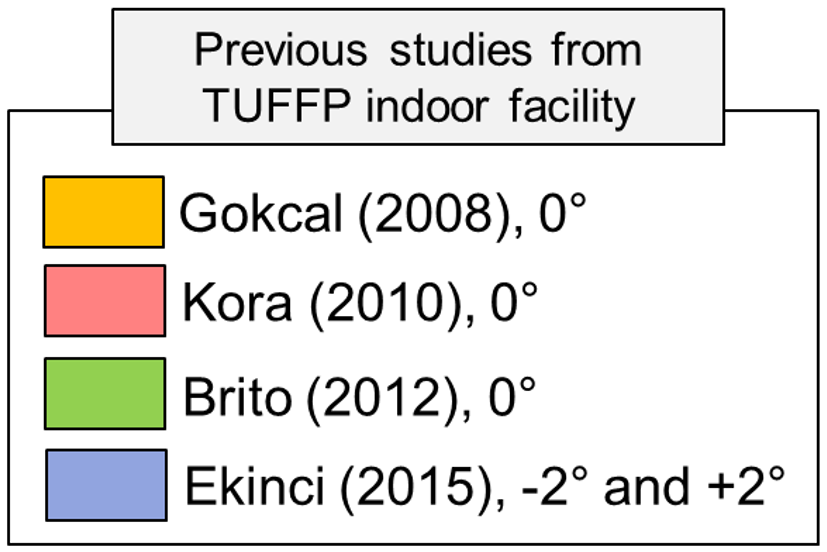 Previous studies from
TUFFP indoor facility
Gokcal (2008), 0°
Kora (2010), 0°
Brito (2012), 0°
Ekinci (2015), -2° and +2°